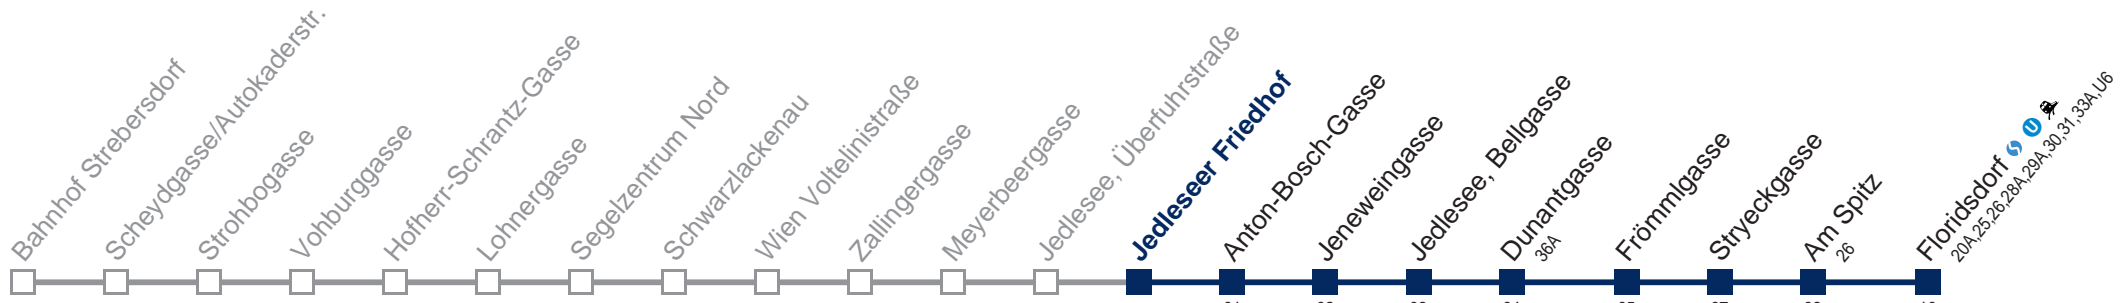 Bahnhof Strebersdorf
Scheydgasse/Autokaderstr.
Strohbogasse
Vohburggasse
Hofherr-Schrantz-Gasse
Lohnergasse
Segelzentrum Nord
Schwarzlackenau
Wien Voltelinistraße
Zallingergasse
Meyerbeergasse
Jedlesee, Überfuhrstraße
Jedleseer Friedhof
Anton-Bosch-Gasse
Jeneweingasse
Jedlesee, Bellgasse
Dunantgasse
36A
Frömmlgasse
Stryeckgasse
Am Spitz
26
Floridsdorf S U
20A,25,26,28A,29A,30,31,33A,U6